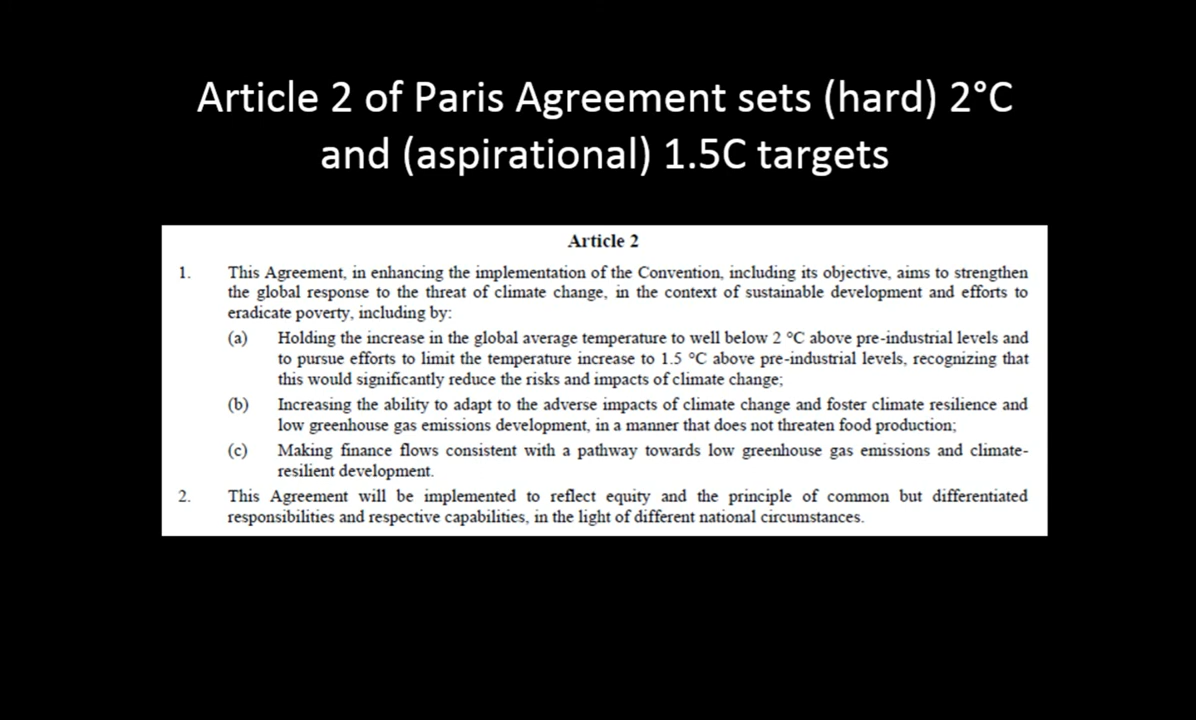 Article 2 of Paris Agreement sets (hard) 2°C
and (aspirational) 1.5C targets
Article 2
1. This Agreement, in enhancing the implementation of the Convention, including its objective, aims to strengthen
the global response to the threat of climate change, in the context of sustainable development and efforts to
eradicate poverty, including by:
(a) Holding the increase in the global average temperature to well below 2 °C above pre-industrial levels and
to pursue efforts to limit the temperature increase to 1.5 °C above pre-industrial levels, recognizing that
this would significantly reduce the risks and impacts of climate change;
(b) Increasing the ability to adapt to the adverse impacts of climate change and foster climate resilience and
low greenhouse gas emissions development, in a manner that does not threaten food production;
(c) Making finance flows consistent with a pathway towards low greenhouse gas emissions and climate-
resilient development.
2. This Agreement will be implemented to reflect equity and the principle of common but differentiated
responsibilities and respective capabilities, in the light of different national circumstances.